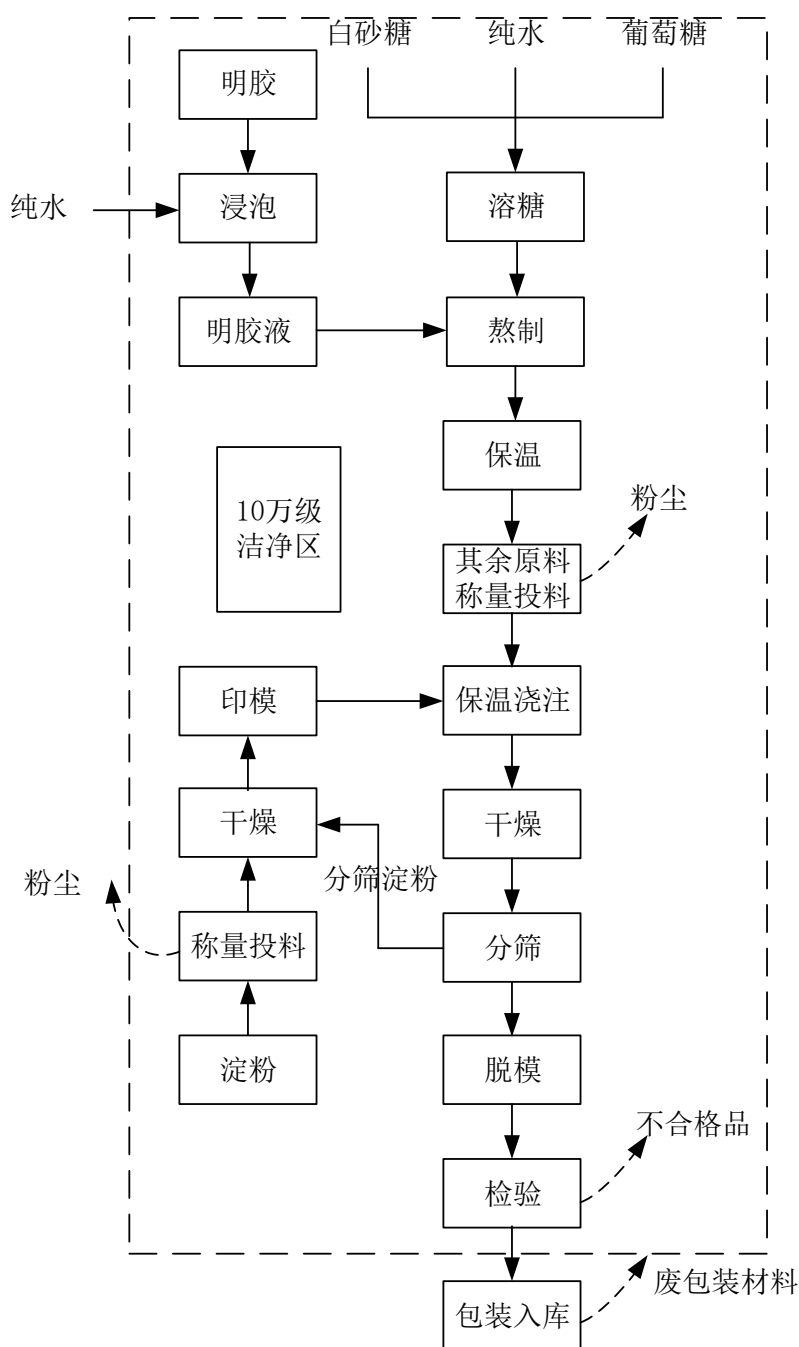 白砂糖
纯水
葡萄糖
明胶
纯水
浸泡
溶糖
明胶液
熬制
保温
10万级
洁净区
粉尘
其余原料
称量投料
印模
保温浇注
干燥
干燥
粉尘
分筛淀粉
称量投料
分筛
淀粉
脱模
不合格品
检验
废包装材料
包装入库